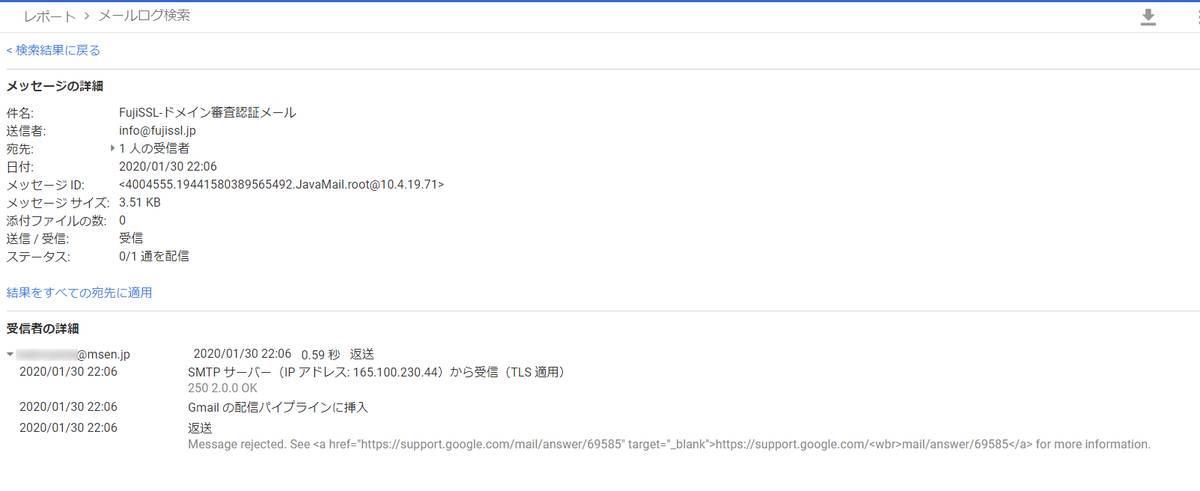 レポート > メールログ検索
< 検索結果に戻る
メッセージの詳細
件名: FujiSSL-ドメイン審査認証メール
送信者: info@fujissl.jp
宛先: 1 人の受信者
日付: 2020/01/30 22:06
メッセージ ID: <4004555.19441580389565492.JavaMail.root@10.4.19.71>
メッセージ サイズ: 3.51 KB
添付ファイルの数: 0
送信 / 受信: 受信
ステータス: 0/1 通を配信
結果をすべての宛先に適用
受信者の詳細
@msen.jp 2020/01/30 22:06 0.59 秒 返送
2020/01/30 22:06 SMTP サーバー（IP アドレス: 165.100.230.44）から受信（TLS 適用）
250 2.0.0 OK
2020/01/30 22:06 Gmail の配信パイプラインに挿入
2020/01/30 22:06 返送
Message rejected. See <a href="https://support.google.com/mail/answer/69585" target="_blank">https://support.google.com/<wbr>mail/answer/69585</a> for more information.